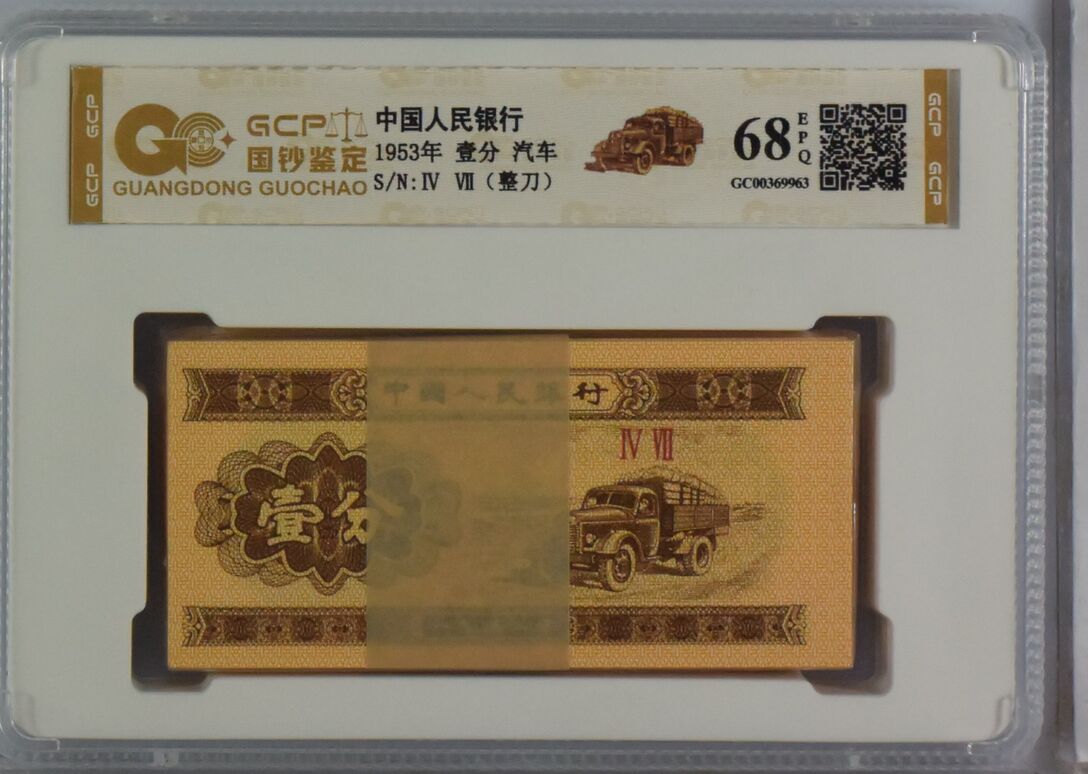 GCP
GCP
GCP
国钞鉴定
GUANGDONG GUOCHAO
中国人民银行
1953年 壹分 汽车
S/N:Ⅳ Ⅶ（整刀）
68
EPQ
GC00369963
GCP
GCP
中國人民銀行
Ⅳ Ⅶ
壹分